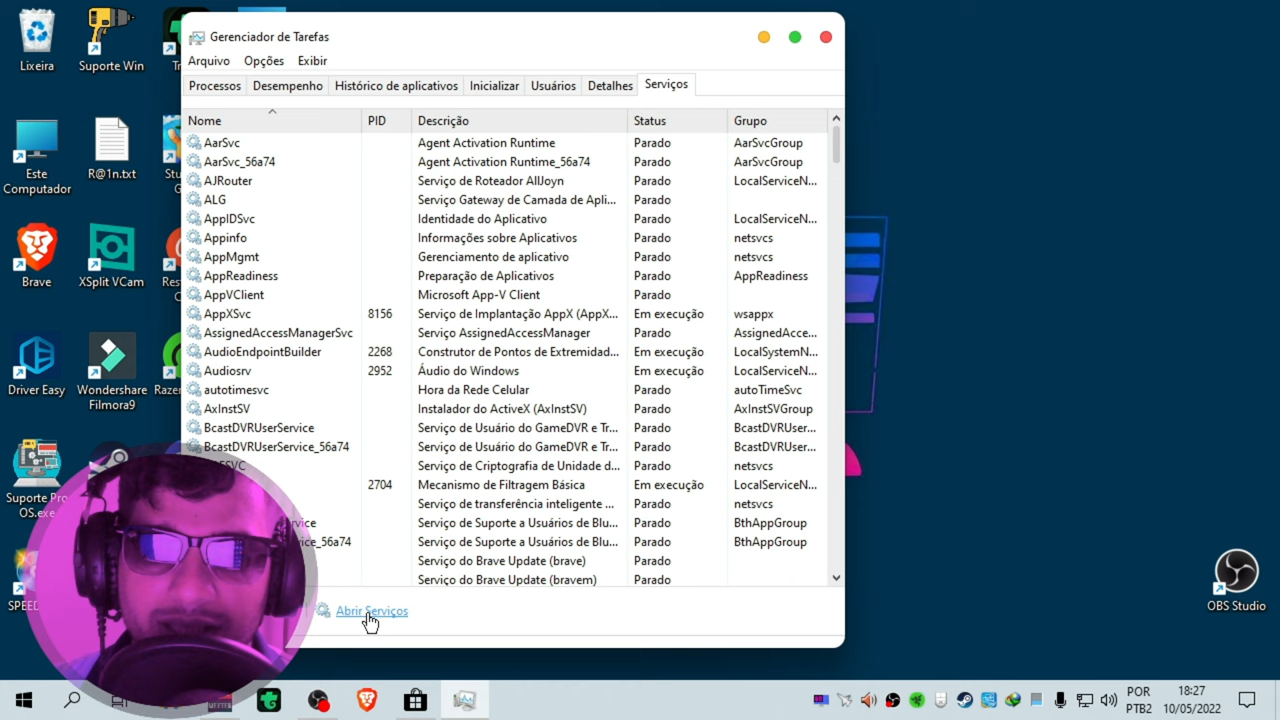 Lixeira
Suporte Win
Este
Computador
R@1n.txt
Brave
XSplit VCam
Driver Easy
Wondershare
Filmora9
Suporte Pro
OS.exe
OBS Studio
Gerenciador de Tarefas
Arquivo Opções Exibir
Processos Desempenho Histórico de aplicativos Inicializar Usuários Detalhes Serviços
Nome PID Descrição Status Grupo
AarSvc Agent Activation Runtime Parado AarSvcGroup
AarSvc_56a74 Agent Activation Runtime_56a74 Parado AarSvcGroup
AJRouter Serviço de Roteador AllJoyn Parado LocalServiceN...
ALG Serviço Gateway de Camada de Apli... Parado
AppIDSvc Identidade do Aplicativo Parado LocalServiceN...
Appinfo Informações sobre Aplicativos Parado netsvcs
AppMgmt Gerenciamento de aplicativo Parado netsvcs
AppReadiness Preparação de Aplicativos Parado AppReadiness
AppVClient Microsoft App-V Client Parado
AppXSvc 8156 Serviço de Implantação AppX (AppX... Em execução wsappx
AssignedAccessManagerSvc Serviço AssignedAccessManager Parado AssignedAcce...
AudioEndpointBuilder 2268 Construtor de Pontos de Extremidad... Em execução LocalSystemN...
Audiosrv 2952 Áudio do Windows Em execução LocalServiceN...
autotimesvc Hora da Rede Celular Parado autoTimeSvc
AxInstSV Instalador do ActiveX (AxInstSV) Parado AxInstSVGroup
BcastDVRUserService Serviço de Usuário do GameDVR e Tr... Parado BcastDVRUser...
BcastDVRUserService_56a74 Serviço de Usuário do GameDVR e Tr... Parado BcastDVRUser...
Serviço de Criptografia de Unidade d... Parado netsvcs
2704 Mecanismo de Filtragem Básica Em execução LocalServiceN...
Serviço de transferência inteligente ... Parado netsvcs
Serviço de Suporte a Usuários de Blu... Parado BthAppGroup
Serviço de Suporte a Usuários de Blu... Parado BthAppGroup
Serviço do Brave Update (brave) Parado
Serviço do Brave Update (bravem) Parado
Abrir Serviços
POR
PTB2
18:27
10/05/2022